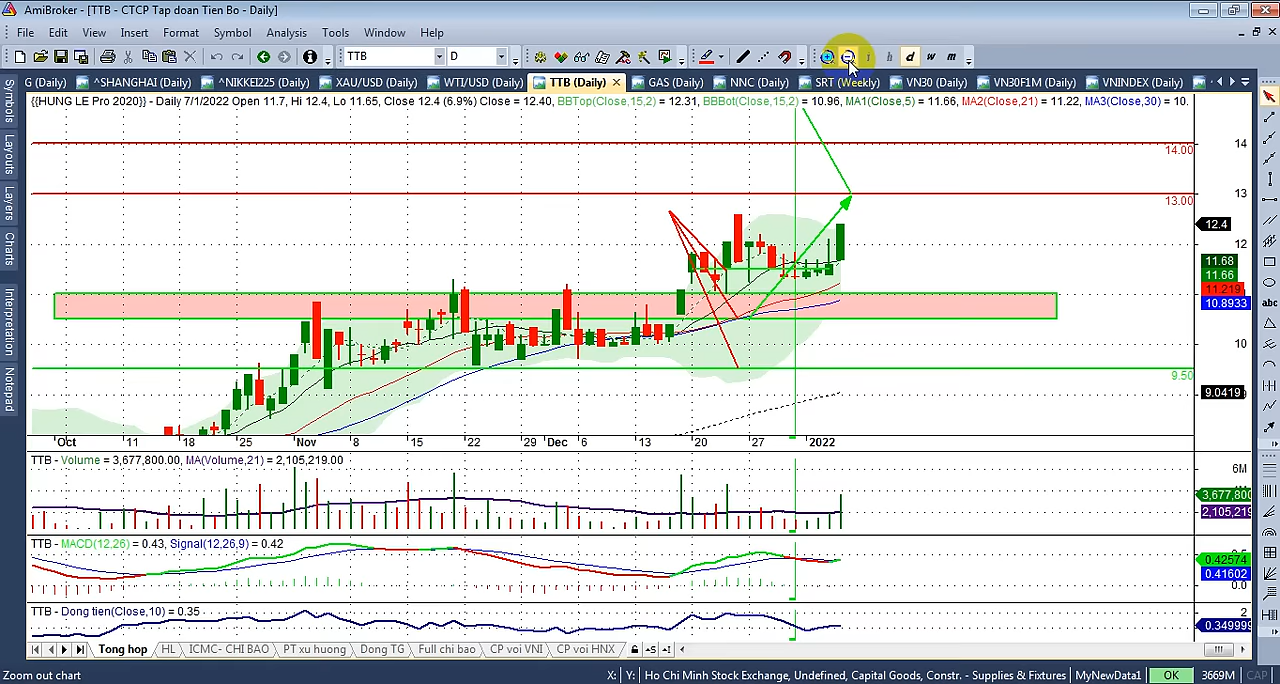 AmiBroker - [TTB - CTCP Tap doan Tien Bo - Daily]
File Edit View Insert Format Symbol Analysis Tools Window Help
TTB D i h d w m
G (Daily) ^SHANGHAI (Daily) ^NIKKEI225 (Daily) XAU/USD (Daily) WTI/USD (Daily) TTB (Daily) GAS (Daily) NNC (Daily) SRT (Weekly) VN30 (Daily) VN30F1M (Daily) VNINDEX (Daily)
{{HUNG LE Pro 2020}} - Daily 7/1/2022 Open 11.7, Hi 12.4, Lo 11.65, Close 12.4 (6.9%) Close = 12.40, BBTop(Close,15,2) = 12.31, BBBot(Close,15,2) = 10.96, MA1(Close,5) = 11.66, MA2(Close,21) = 11.22, MA3(Close,30) = 10.
Symbols
Layouts
Layers
Charts
Interpretation
Notepad
abc
14
14.00
13
13.00
12.4
12
11.68
11.66
11.219
10.8933
10
9.50
9.0419
Oct 11 18 25 Nov 8 15 22 29 Dec 6 13 20 27 2022
TTB - Volume = 3,677,800.00, MA(Volume,21) = 2,105,219.00
6M
3,677,800
2,105,219
TTB - MACD(12,26) = 0.43, Signal(12,26,9) = 0.42
0.42574
0.41602
0.0
TTB - Dong tien(Close,10) = 0.35
2
0.349999
Tong hop HL ICMC- CHI BAO PT xu huong Dong TG Full chi bao CP voi VNI CP voi HNX
Zoom out chart X: Y: Ho Chi Minh Stock Exchange, Undefined, Capital Goods, Constr. - Supplies & Fixtures MyNewData1 OK 3669M CAP